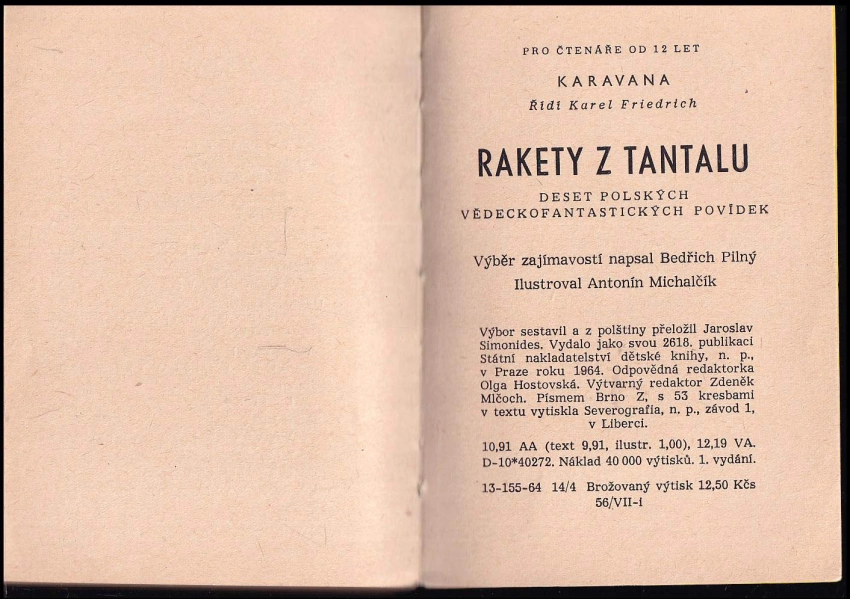 PRO ČTENÁŘE OD 12 LET
KARAVANA
Řídí Karel Friedrich
RAKETY Z TANTALU
DESET POLSKÝCH
VĚDECKOFANTASTICKÝCH POVÍDEK
Výběr zajímavostí napsal Bedřich Pilný
Ilustroval Antonín Michalčík
Výbor sestavil a z polštiny přeložil Jaroslav
Simonides. Vydalo jako svou 2618. publikaci
Státní nakladatelství dětské knihy, n. p.,
v Praze roku 1964. Odpovědná redaktorka
Olga Hostovská. Výtvarný redaktor Zdeněk
Mlčoch. Písmem Brno Z, s 53 kresbami
v textu vytiskla Severografia, n. p., závod 1,
v Liberci.
10,91 AA (text 9,91, ilustr. 1,00), 12,19 VA.
D-10*40272. Náklad 40 000 výtisků. 1. vydání.
13-155-64 14/4 Brožovaný výtisk 12,50 Kčs
56/VII-i